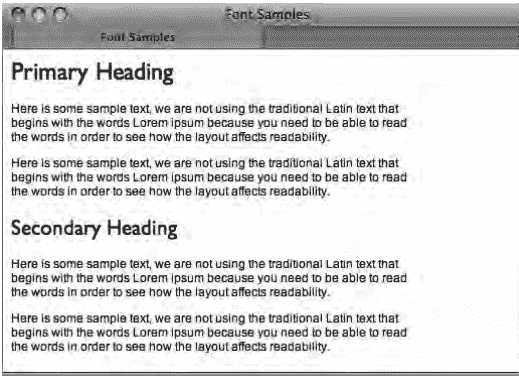 Font Samples
Font Samples
Primary Heading
Here is some sample text, we are not using the traditional Latin text that
begins with the words Lorem ipsum because you need to be able to read
the words in order to see how the layout affects readability.
Here is some sample text, we are not using the traditional Latin text that
begins with the words Lorem ipsum because you need to be able to read
the words in order to see how the layout affects readability.
Secondary Heading
Here is some sample text, we are not using the traditional Latin text that
begins with the words Lorem ipsum because you need to be able to read
the words in order to see how the layout affects readability.
Here is some sample text, we are not using the traditional Latin text that
begins with the words Lorem ipsum because you need to be able to read
the words in order to see how the layout affects readability.